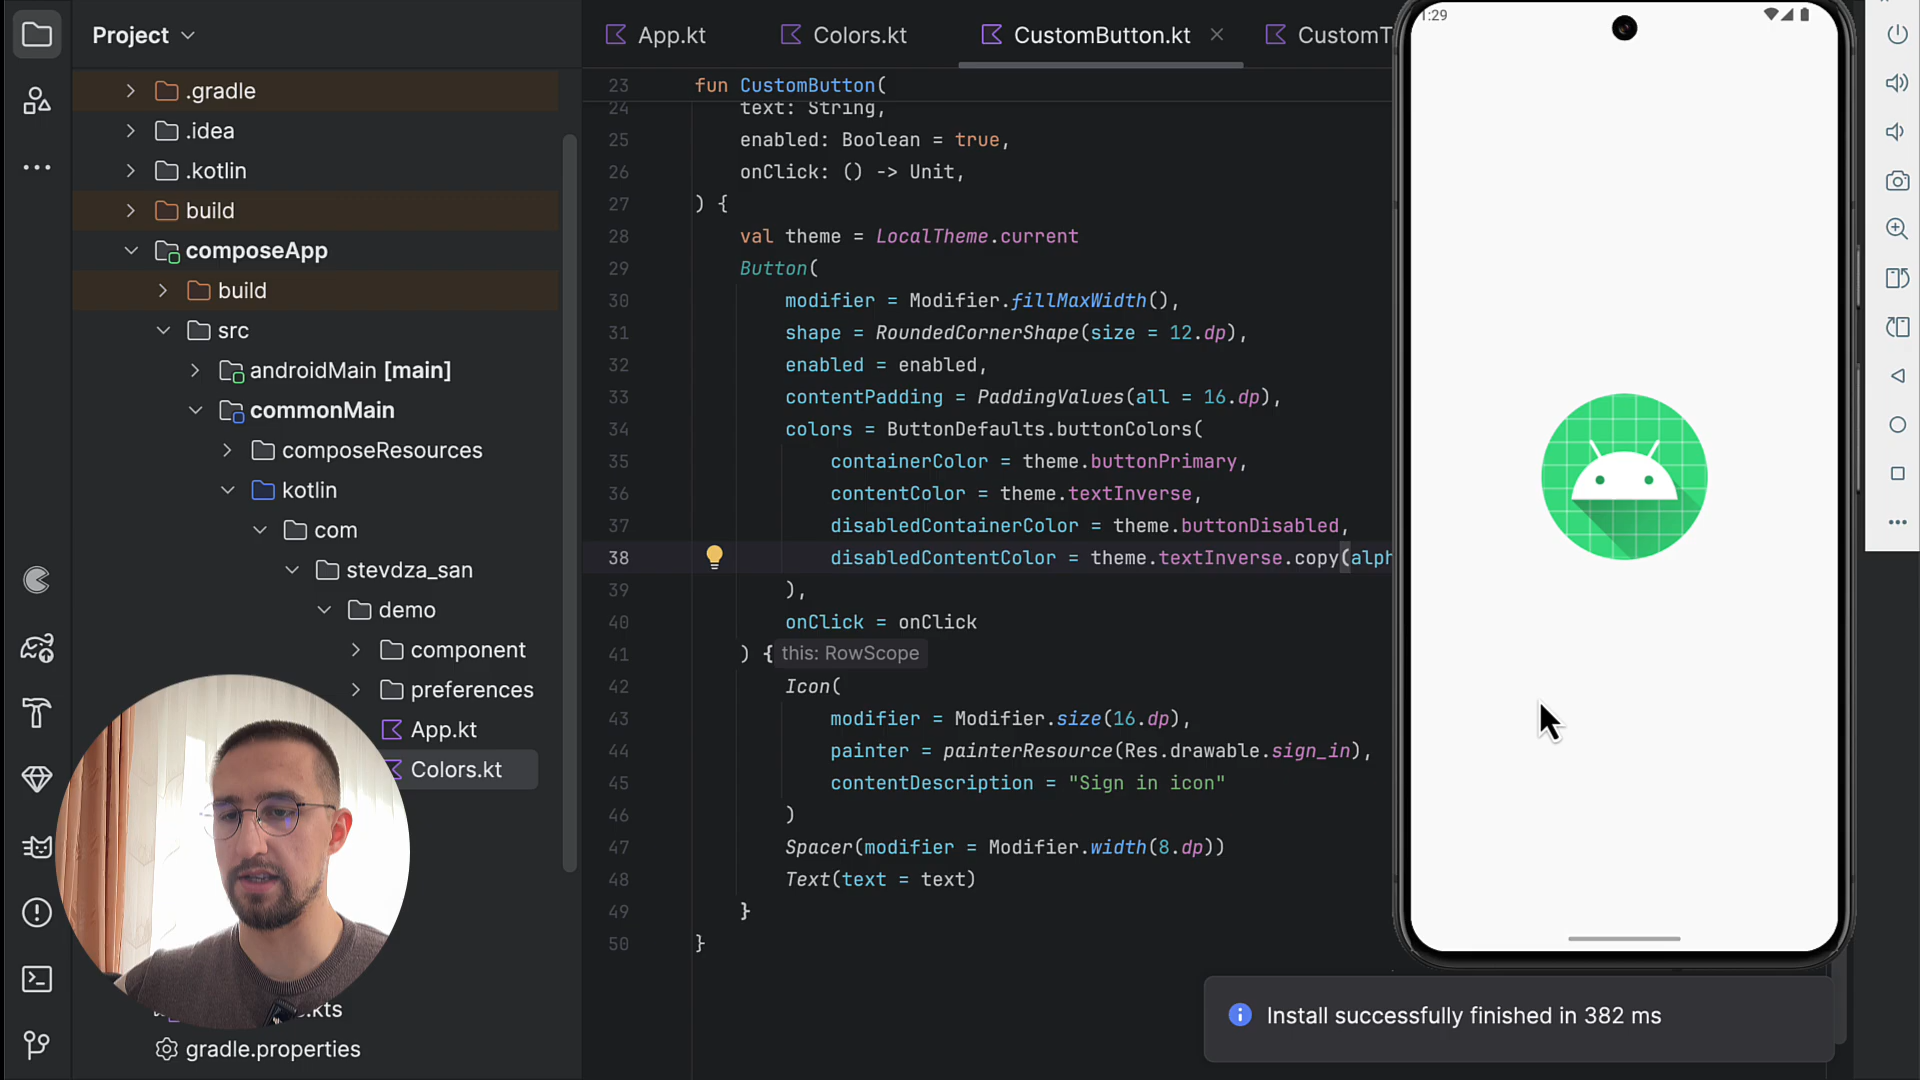 Project
.gradle
.idea
.kotlin
build
composeApp
build
src
androidMain [main]
commonMain
composeResources
kotlin
com
stevdza_san
demo
component
preferences
App.kt
Colors.kt
.kts
gradle.properties
App.kt
Colors.kt
CustomButton.kt
CustomT
23 fun CustomButton(
24 text: String,
25 enabled: Boolean = true,
26 onClick: () -> Unit,
27 ) {
28 val theme = LocalTheme.current
29 Button(
30 modifier = Modifier.fillMaxWidth(),
31 shape = RoundedCornerShape(size = 12.dp),
32 enabled = enabled,
33 contentPadding = PaddingValues(all = 16.dp),
34 colors = ButtonDefaults.buttonColors(
35 containerColor = theme.buttonPrimary,
36 contentColor = theme.textInverse,
37 disabledContainerColor = theme.buttonDisabled,
38 disabledContentColor = theme.textInverse.copy(alph
39 ),
40 onClick = onClick
41 ) { this: RowScope
42 Icon(
43 modifier = Modifier.size(16.dp),
44 painter = painterResource(Res.drawable.sign_in),
45 contentDescription = "Sign in icon"
46 )
47 Spacer(modifier = Modifier.width(8.dp))
48 Text(text = text)
49 }
50 }
1:29
Install successfully finished in 382 ms